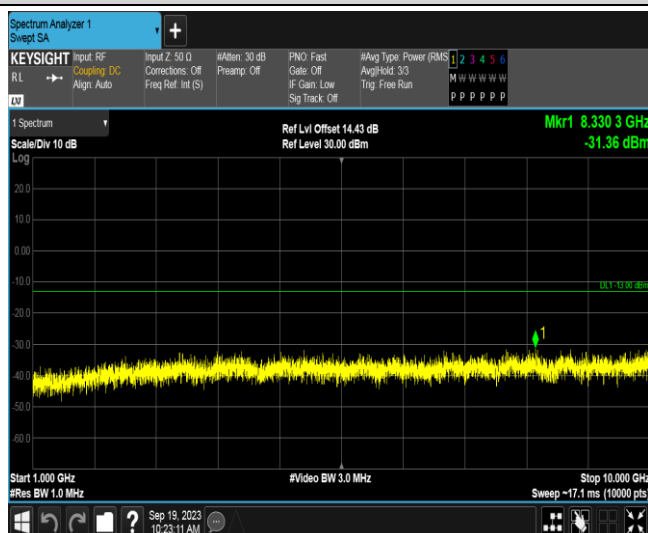 Spectrum Analyzer 1
Swept SA
+
KEYSIGHT
RL
LXI
Input: RF
Coupling: DC
Align: Auto
Input Z: 50 Ω
Corrections: Off
Freq Ref: Int (S)
#Atten: 30 dB
Preamp: Off
PNO: Fast
Gate: Off
IF Gain: Low
Sig Track: Off
#Avg Type: Power (RMS
Avg|Hold: 3/3
Trig: Free Run
1 2 3 4 5 6
M W W W W W
P P P P P P
1 Spectrum
Scale/Div 10 dB
Ref Lvl Offset 14.43 dB
Ref Level 30.00 dBm
Mkr1 8.330 3 GHz
-31.36 dBm
Log
20.0
10.0
0.00
-10.0
DL1 -13.00 dBm
-20.0
-30.0
1
-40.0
-50.0
-60.0
Start 1.000 GHz
#Res BW 1.0 MHz
#Video BW 3.0 MHz
Stop 10.000 GHz
Sweep ~17.1 ms (10000 pts)
?
Sep 19, 2023
10:23:11 AM